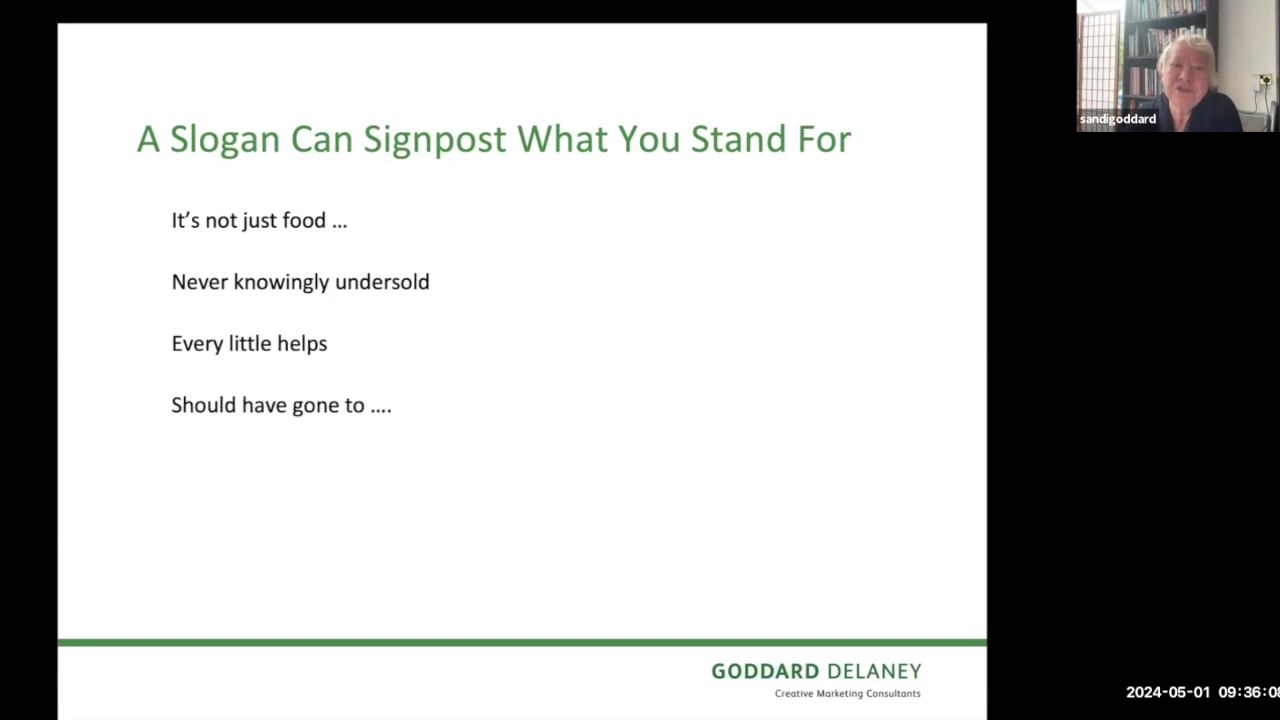 A Slogan Can Signpost What You Stand For
It’s not just food ...
Never knowingly undersold
Every little helps
Should have gone to ....
GODDARD DELANEY
Creative Marketing Consultants
sandigoddard
2024-05-01 09:36:08